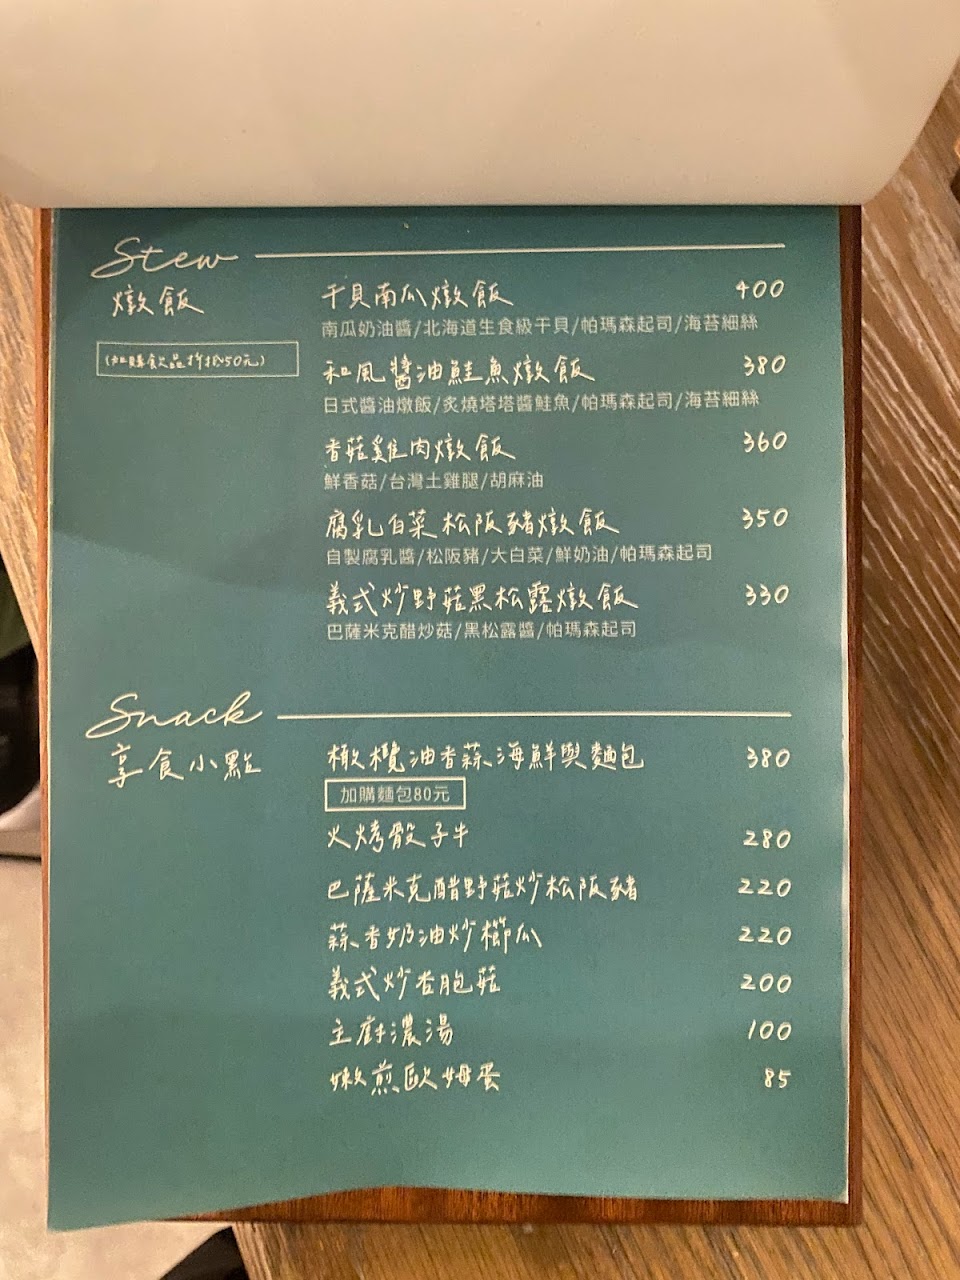 Stew
燉飯
(加購飲品折抵50元)
干貝南瓜燉飯 400
南瓜奶油醬/北海道生食級干貝/帕瑪森起司/海苔細絲
和風醬油鮭魚燉飯 380
日式醬油燉飯/炙燒塔塔醬鮭魚/帕瑪森起司/海苔細絲
香菇雞肉燉飯 360
鮮香菇/台灣土雞腿/胡麻油
腐乳白菜松阪豬燉飯 350
自製腐乳醬/松阪豬/大白菜/鮮奶油/帕瑪森起司
義式炒野菇黑松露燉飯 330
巴薩米克醋炒菇/黑松露醬/帕瑪森起司
Snack
享食小點
橄欖油香蒜海鮮與麵包 380
加購麵包80元
火烤骰子牛 280
巴薩米克醋野菇炒松阪豬 220
蒜香奶油炒櫛瓜 220
義式炒杏鮑菇 200
主廚濃湯 100
嫩煎歐姆蛋 85